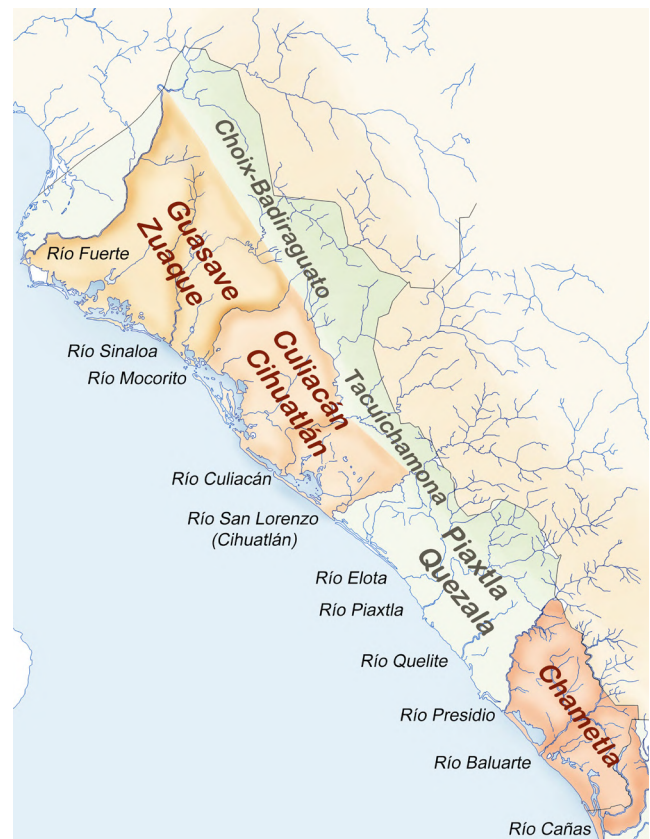 Choix-Badiraguato
Guasave
Zuaque
Río Fuerte
Culiacán
Cihuatlán
Río Sinaloa
Río Mocorito
Tacuichamona
Río Culiacán
Río San Lorenzo
(Cihuatlán)
Piaxtla
Quezala
Río Elota
Río Piaxtla
Río Quelite
Chametla
Río Presidio
Río Baluarte
Río Cañas